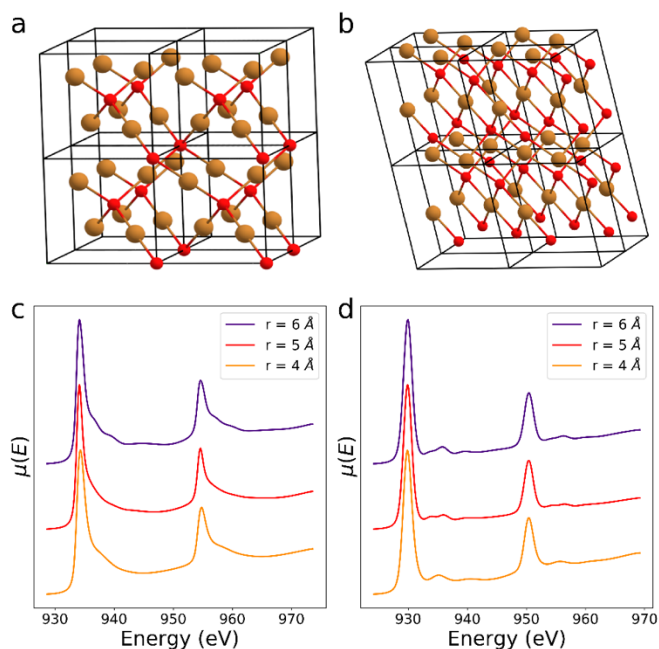 a
b
c
r = 6 Å
r = 5 Å
r = 4 Å
μ(E)
930 940 950 960 970
Energy (eV)
d
r = 6 Å
r = 5 Å
r = 4 Å
μ(E)
930 940 950 960 970
Energy (eV)